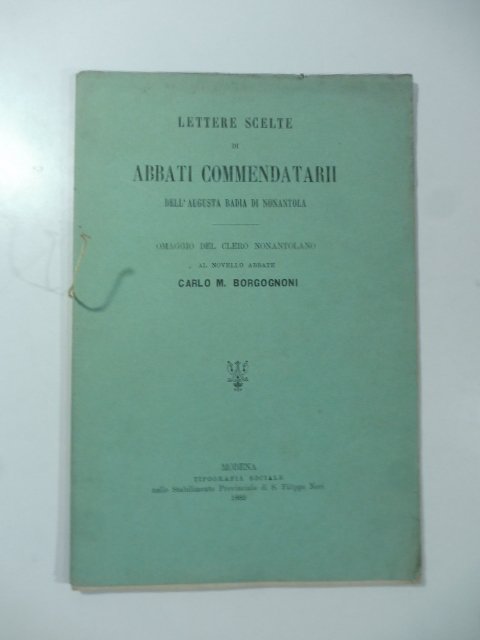 LETTERE SCELTE
DI
ABBATI COMMENDATARII
DELL'AUGUSTA BADIA DI NONANTOLA
OMAGGIO DEL CLERO NONANTOLANO
AL NOVELLO ABBATE
CARLO M. BORGOGNONI
MODENA
TIPOGRAFIA SOCIALE
nello Stabilimento Provinciale di S. Filippo Neri
1889